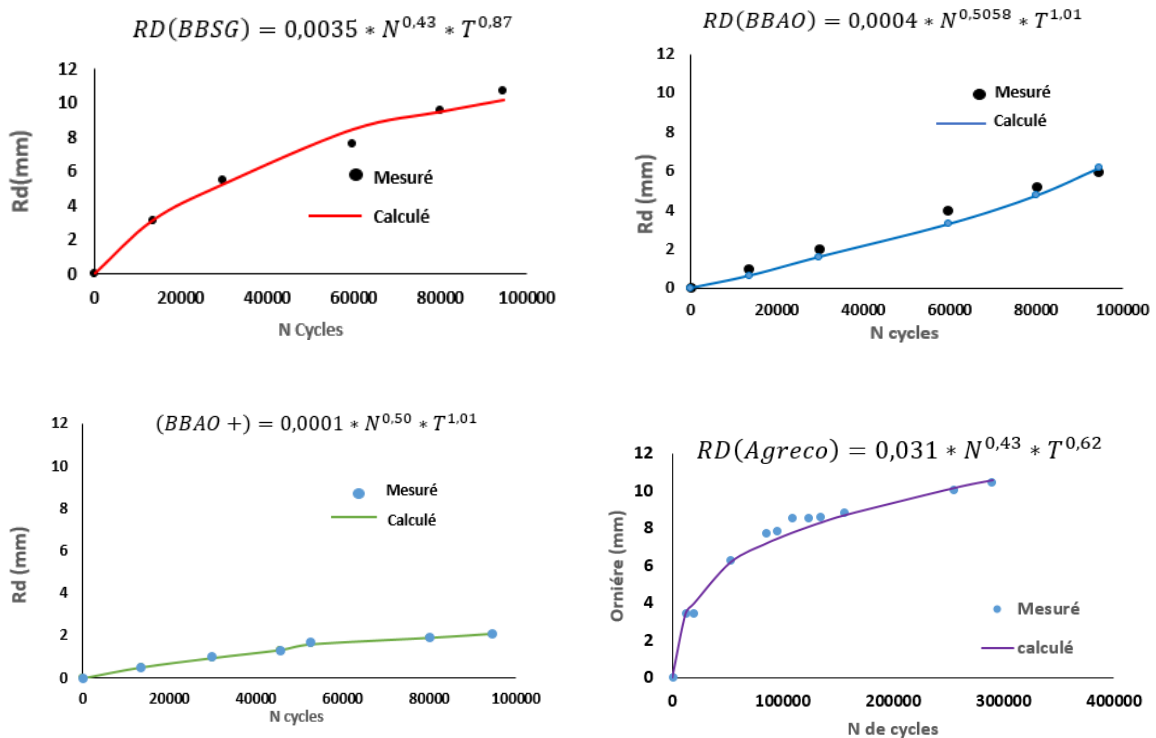 RD(BBSG) = 0,0035 * N^0,43 * T^0,87
12
10
8
6
4
2
0
Rd(mm)
Mesuré
Calculé
0 20000 40000 60000 80000 100000
N Cycles
RD(BBAO) = 0,0004 * N^0,5058 * T^1,01
12
10
8
6
4
2
0
Rd (mm)
Mesuré
Calculé
0 20000 40000 60000 80000 100000
N cycles
(BBAO +) = 0,0001 * N^0,50 * T^1,01
12
10
8
6
4
2
0
Rd (mm)
Mesuré
Calculé
0 20000 40000 60000 80000 100000
N cycles
RD(Agreco) = 0,031 * N^0,43 * T^0,62
12
10
8
6
4
2
0
Orniére (mm)
Mesuré
calculé
0 100000 200000 300000 400000
N de cycles